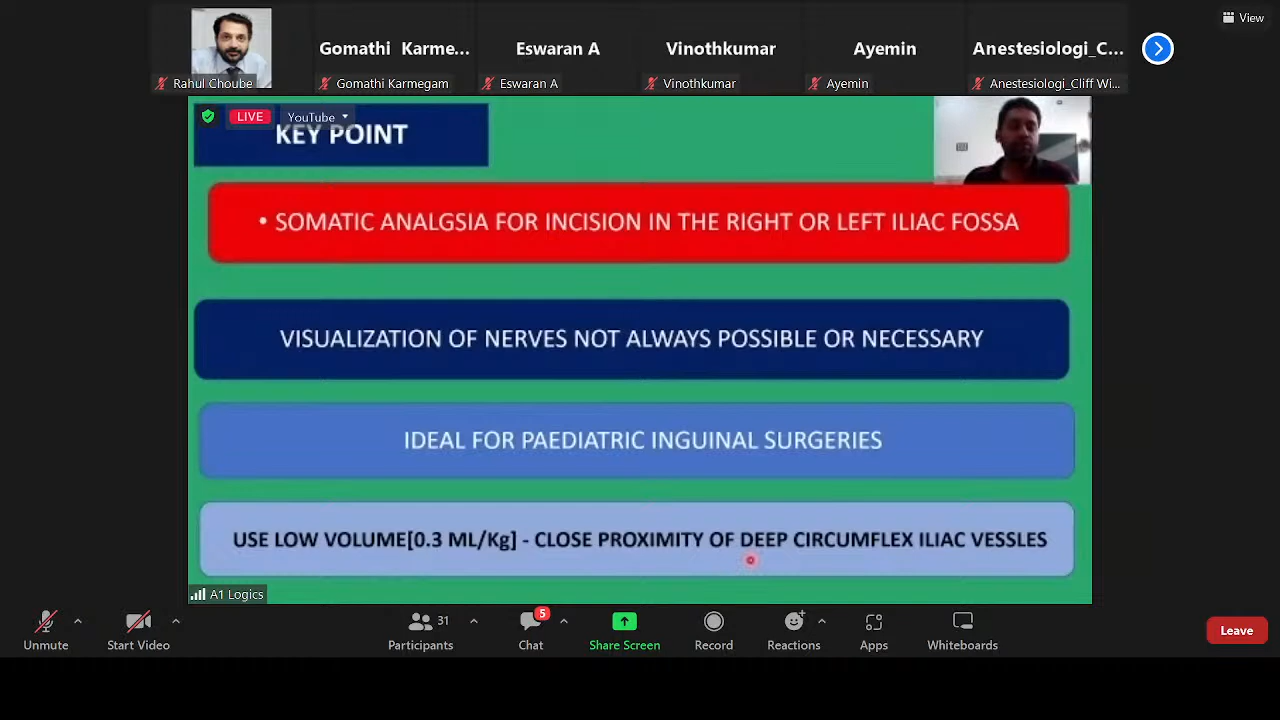 View
Gomathi Karme...
Eswaran A
Vinothkumar
Ayemin
Anestesiologi_C...
Rahul Choube
Gomathi Karmegam
Eswaran A
Vinothkumar
Ayemin
Anestesiologi_Cliff Wi...
LIVE
YouTube
KEY POINT
• SOMATIC ANALGSIA FOR INCISION IN THE RIGHT OR LEFT ILIAC FOSSA
VISUALIZATION OF NERVES NOT ALWAYS POSSIBLE OR NECESSARY
IDEAL FOR PAEDIATRIC INGUINAL SURGERIES
USE LOW VOLUME[0.3 ML/Kg] - CLOSE PROXIMITY OF DEEP CIRCUMFLEX ILIAC VESSLES
A1 Logics
31
5
Unmute
Start Video
Participants
Chat
Share Screen
Record
Reactions
Apps
Whiteboards
Leave